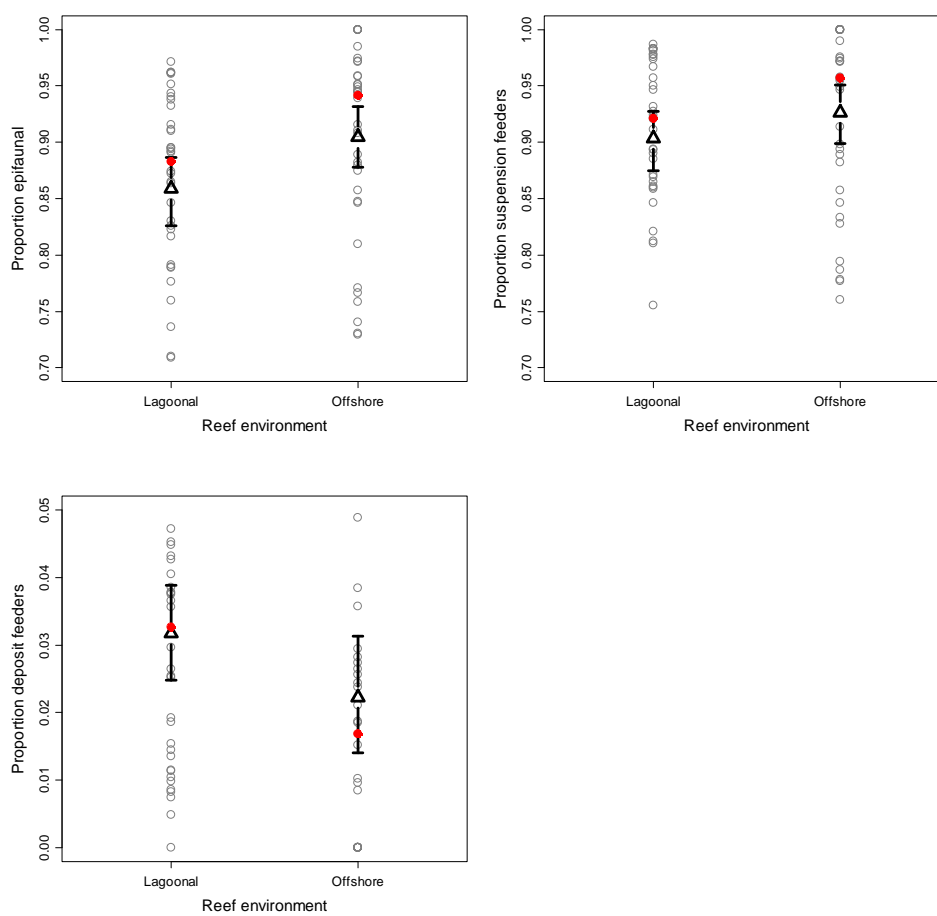 Proportion epifaunal
1.00
0.95
0.90
0.85
0.80
0.75
0.70
Lagoonal
Offshore
Reef environment
Proportion suspension feeders
1.00
0.95
0.90
0.85
0.80
0.75
0.70
Lagoonal
Offshore
Reef environment
Proportion deposit feeders
0.05
0.04
0.03
0.02
0.01
0.00
Lagoonal
Offshore
Reef environment